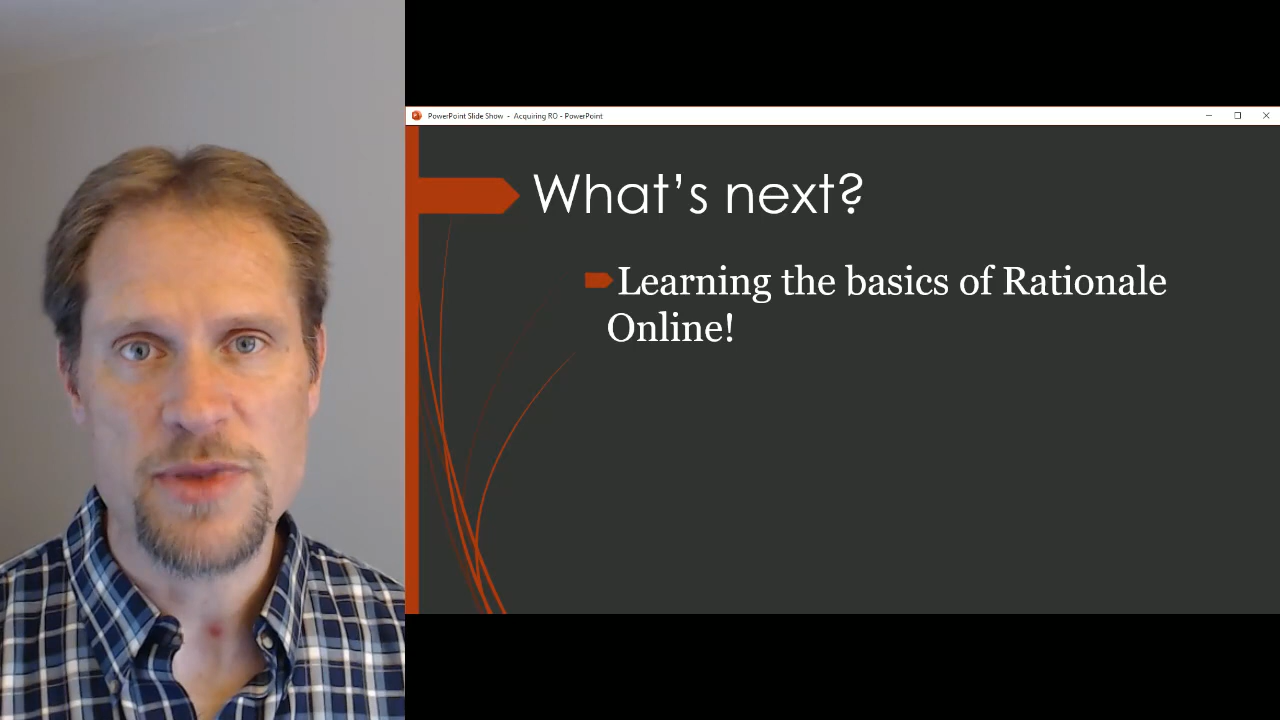 PowerPoint Slide Show - Acquiring RO - PowerPoint
What's next?
Learning the basics of Rationale
Online!